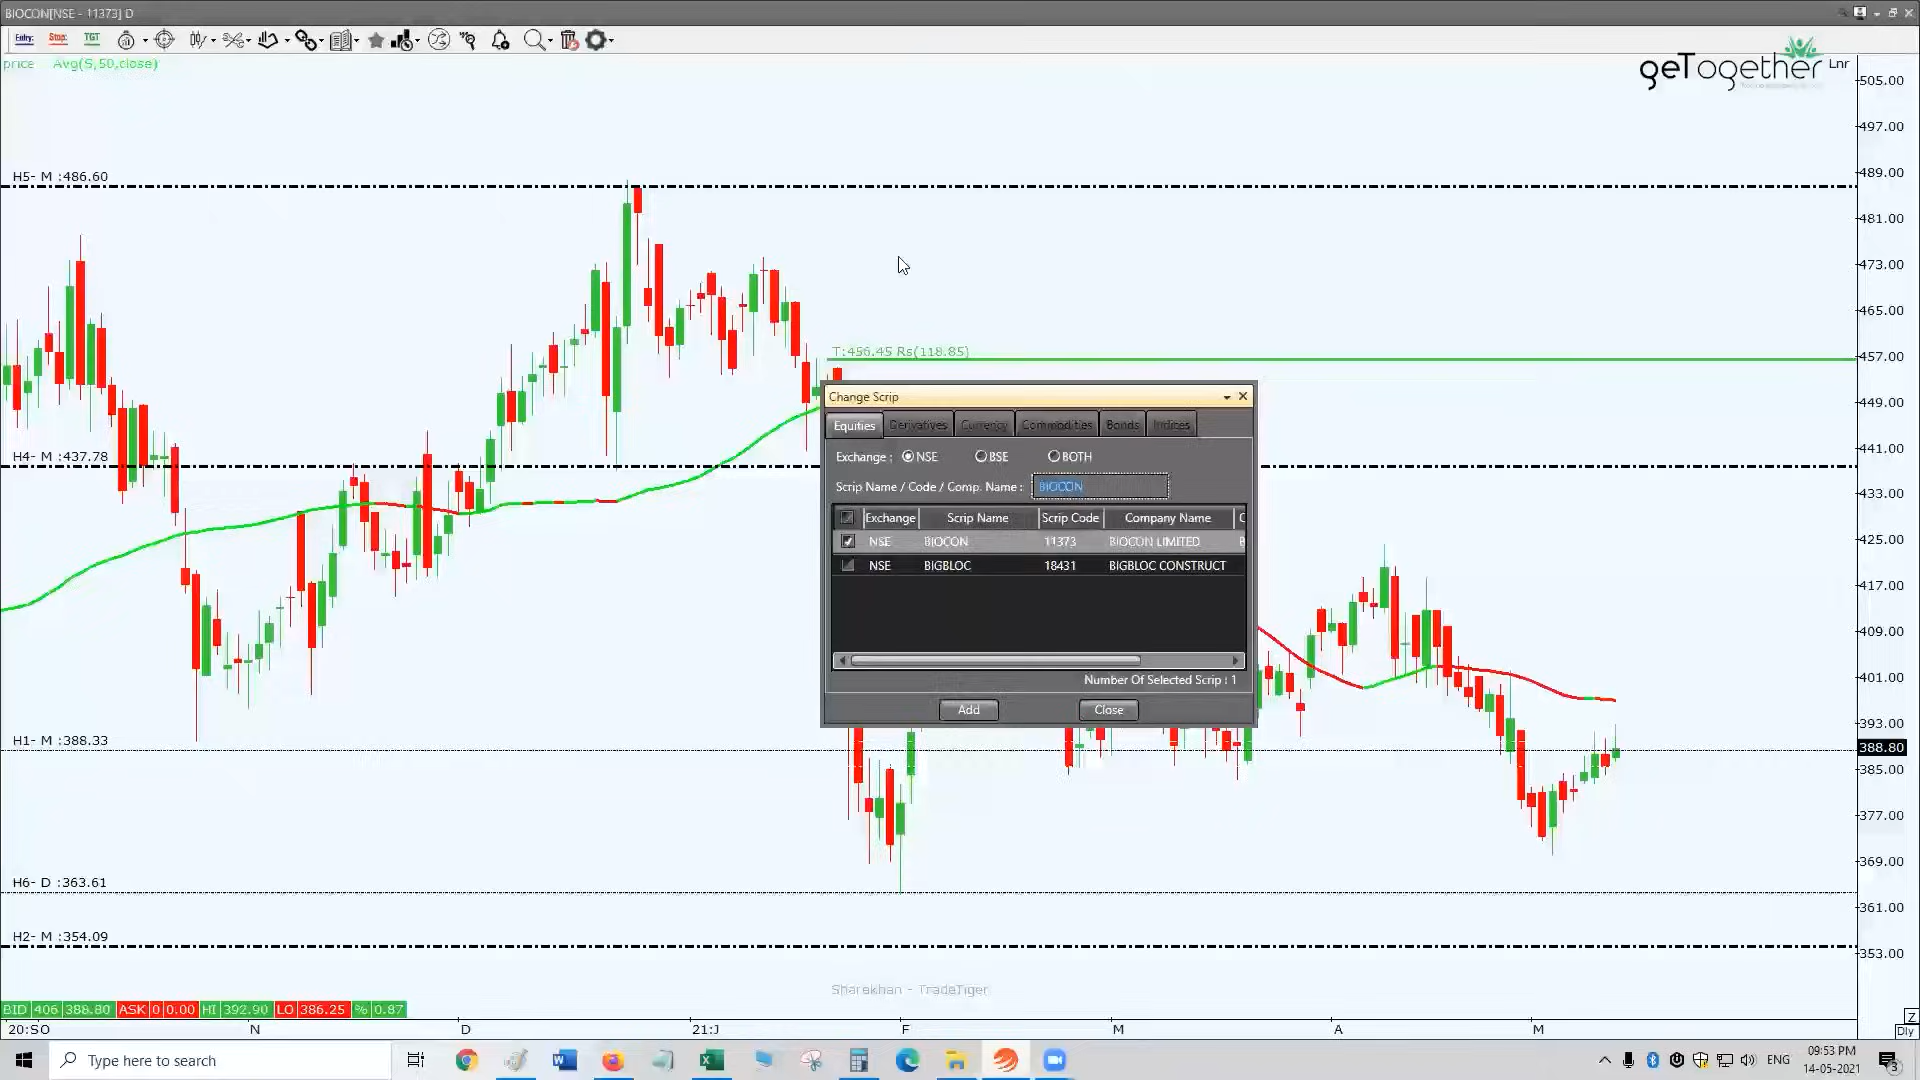 BIOCON[NSE - 11373] D
Entry: Stop: TGT
price Avg(S,50,close)
geTogether
Lnr
505.00
497.00
H5- M :486.60
489.00
481.00
473.00
465.00
T:456.45 Rs(118.85)
457.00
Change Scrip
449.00
Equities Derivatives Currency Commodities Bonds Indices
441.00
H4- M :437.78
Exchange : NSE BSE BOTH
Scrip Name / Code / Comp. Name : BIOCON
433.00
Exchange Scrip Name Scrip Code Company Name C
NSE BIOCON 11373 BIOCON LIMITED B
425.00
NSE BIGBLOC 18431 BIGBLOC CONSTRUCT
417.00
409.00
Number Of Selected Scrip : 1
401.00
Add Close
393.00
H1- M :388.33
388.80
385.00
377.00
369.00
H6- D :363.61
361.00
H2- M :354.09
353.00
Sharekhan - TradeTiger
BID 406 388.80 ASK 0 0.00 HI 392.90 LO 386.25 % 0.87
Z
20:SO N D 21:J F M A M
Dly
Type here to search
ENG
09:53 PM
14-05-2021
3